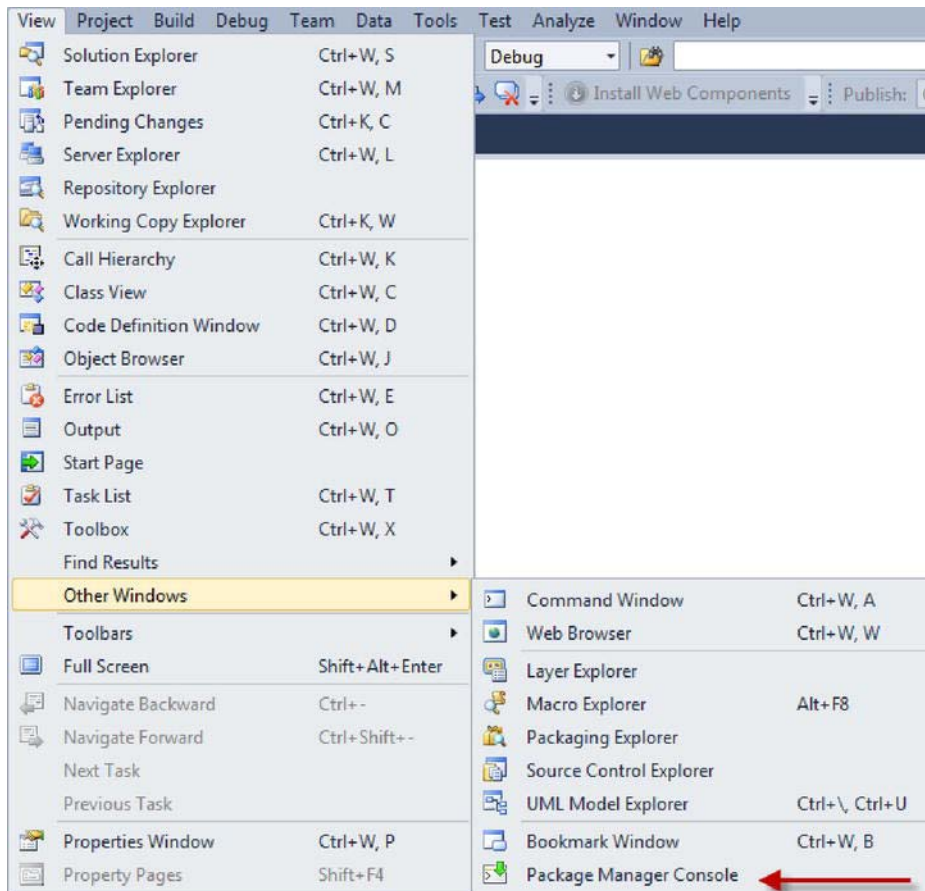 View Project Build Debug Team Data Tools Test Analyze Window Help
Debug
Install Web Components Publish:
Solution Explorer Ctrl+W, S
Team Explorer Ctrl+W, M
Pending Changes Ctrl+K, C
Server Explorer Ctrl+W, L
Repository Explorer
Working Copy Explorer Ctrl+K, W
Call Hierarchy Ctrl+W, K
Class View Ctrl+W, C
Code Definition Window Ctrl+W, D
Object Browser Ctrl+W, J
Error List Ctrl+W, E
Output Ctrl+W, O
Start Page
Task List Ctrl+W, T
Toolbox Ctrl+W, X
Find Results
Other Windows
Toolbars
Full Screen Shift+Alt+Enter
Navigate Backward Ctrl+-
Navigate Forward Ctrl+Shift+-
Next Task
Previous Task
Properties Window Ctrl+W, P
Property Pages Shift+F4
Command Window Ctrl+W, A
Web Browser Ctrl+W, W
Layer Explorer
Macro Explorer Alt+F8
Packaging Explorer
Source Control Explorer
UML Model Explorer Ctrl+\, Ctrl+U
Bookmark Window Ctrl+W, B
Package Manager Console